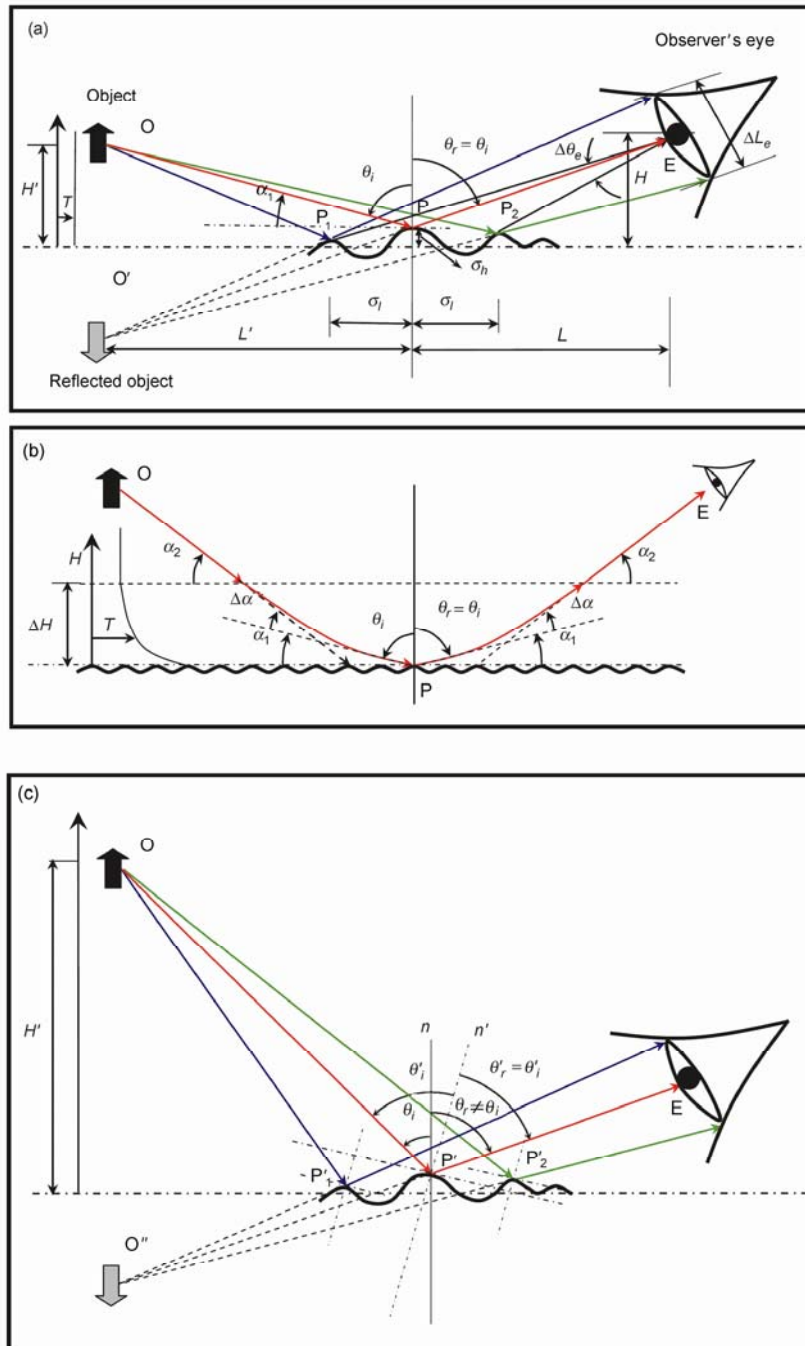 (a)
Observer's eye
Object
O
θᵢ
θᵣ = θᵢ
Δθₑ
ΔLₑ
H'
T
α₁
P₁
P
P₂
H
E
σₕ
O'
σₗ
σₗ
L'
L
Reflected object
(b)
O
E
H
α₂
α₂
ΔH
T
Δα
θᵢ
θᵣ = θᵢ
Δα
α₁
α₁
P
(c)
O
H'
n
n'
θ'ᵢ
θ'ᵣ = θ'ᵢ
θᵢ
θᵣ ≠ θᵢ
E
P'₁
P'
P'₂
O"